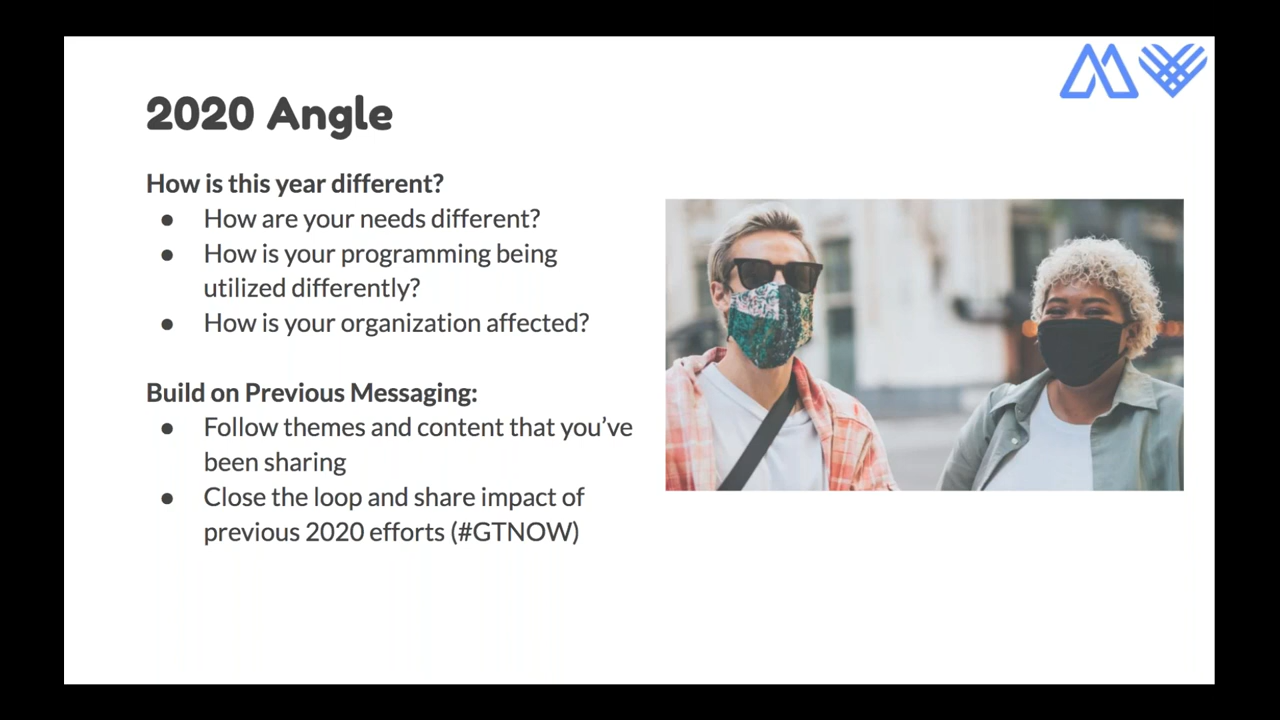 2020 Angle
How is this year different?
● How are your needs different?
● How is your programming being
utilized differently?
● How is your organization affected?
Build on Previous Messaging:
● Follow themes and content that you’ve
been sharing
● Close the loop and share impact of
previous 2020 efforts (#GTNOW)